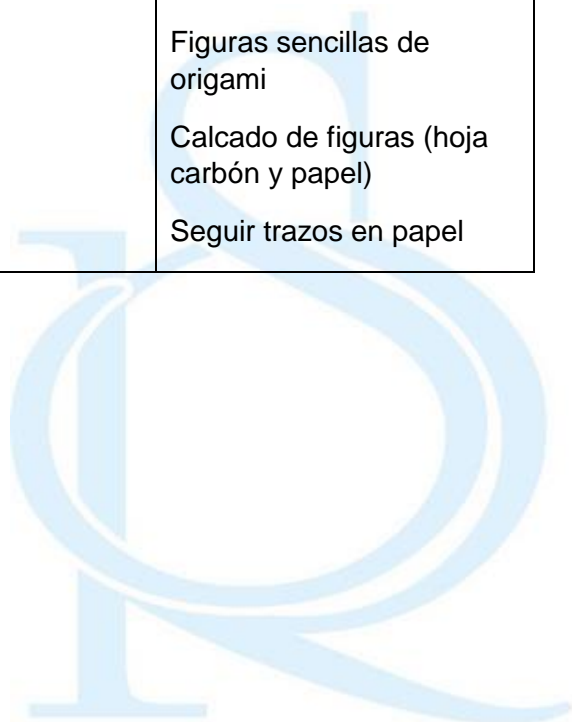 Figuras sencillas de
origami
Calcado de figuras (hoja
carbón y papel)
Seguir trazos en papel